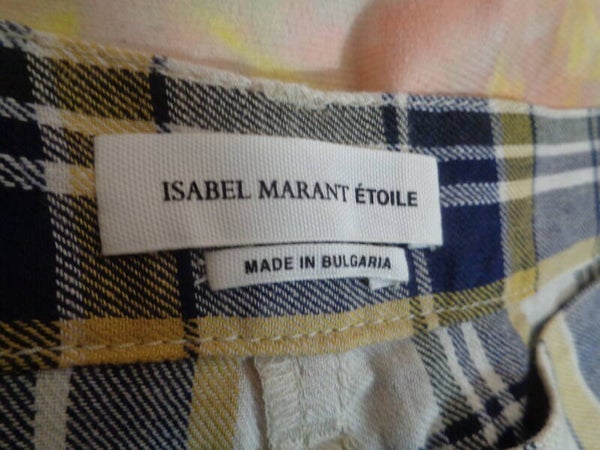 ISABEL MARANT ÉTOILE
MADE IN BULGARIA